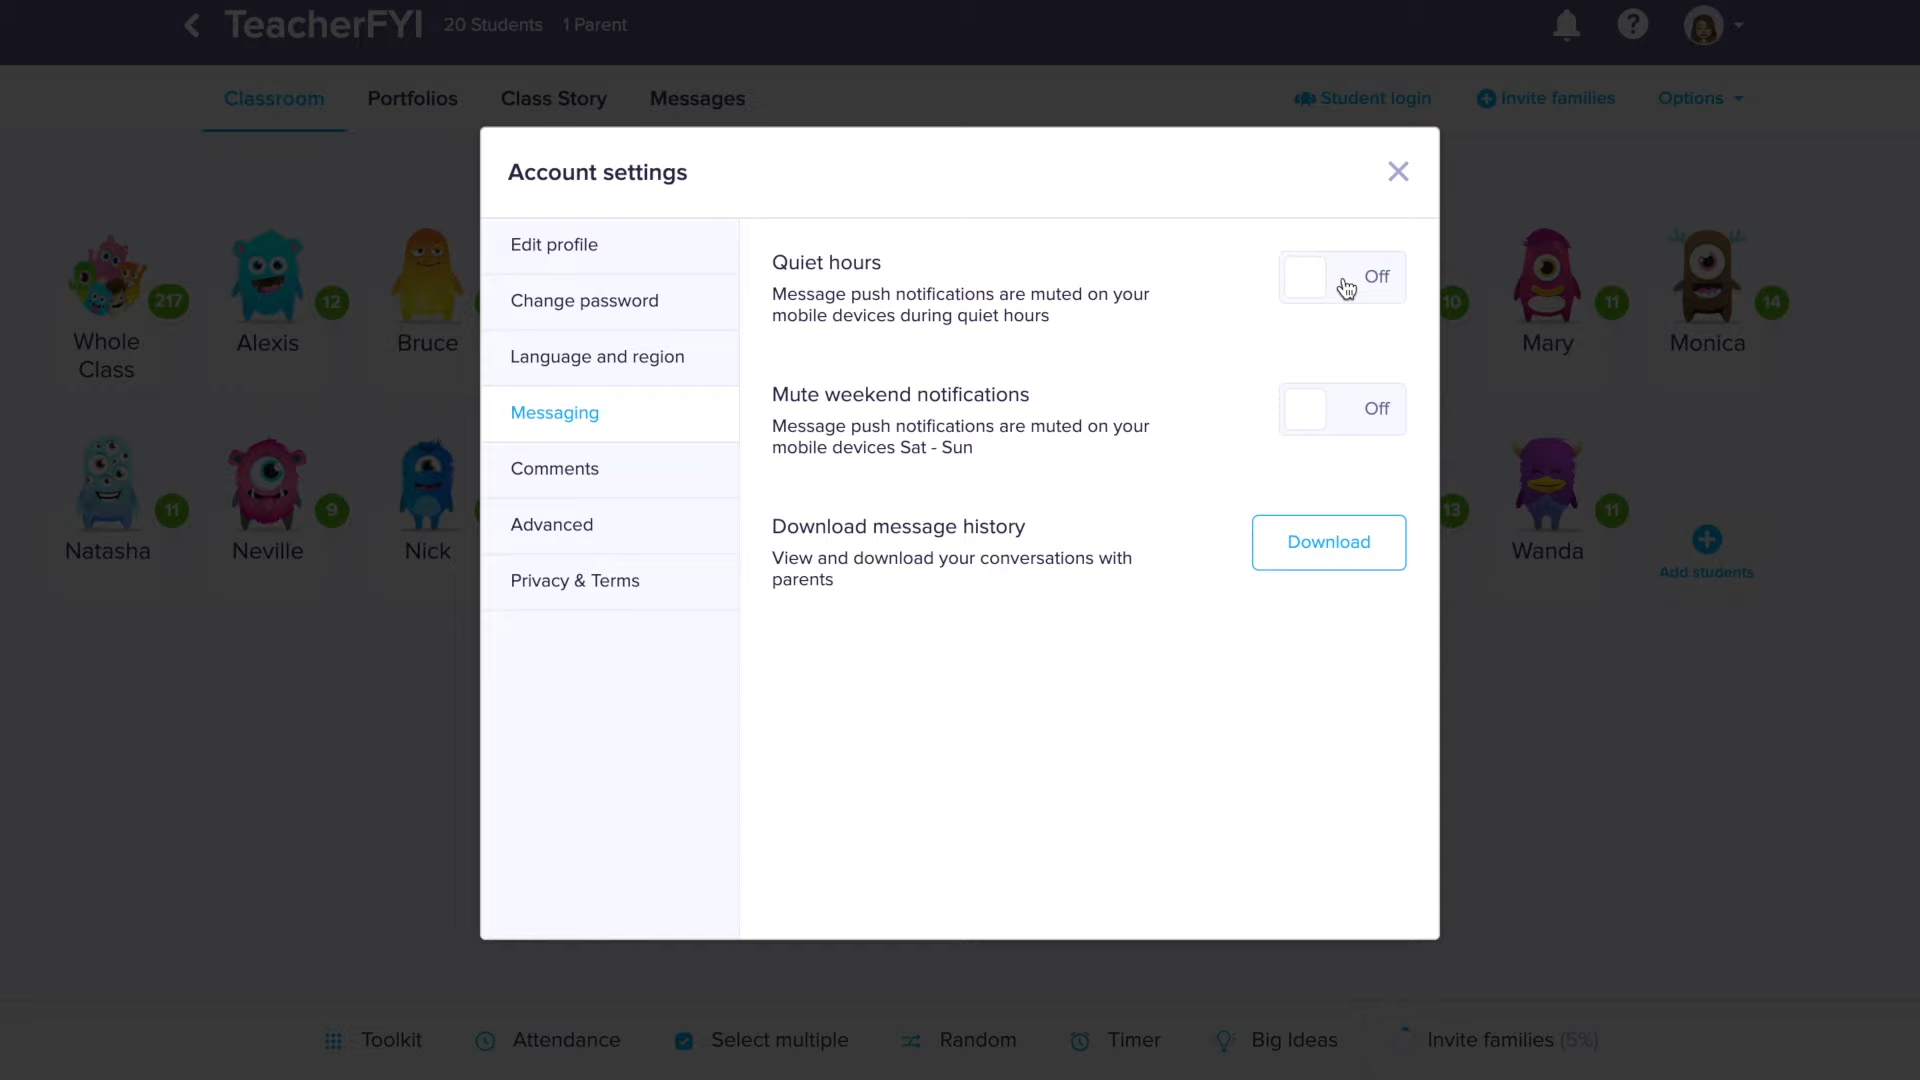 TeacherFYI 20 Students 1 Parent
Classroom Portfolios Class Story Messages Student login Invite families Options
Account settings
Edit profile
Change password
Language and region
Messaging
Comments
Advanced
Privacy & Terms
Quiet hours
Message push notifications are muted on your
mobile devices during quiet hours
Off
Mute weekend notifications
Message push notifications are muted on your
mobile devices Sat - Sun
Off
Download message history
View and download your conversations with
parents
Download
217 12 10 11 14
Whole
Class
Alexis Bruce Mary Monica
11 9 13 11
Natasha Neville Nick Wanda
Add students
Toolkit Attendance Select multiple Random Timer Big Ideas Invite families (5%)